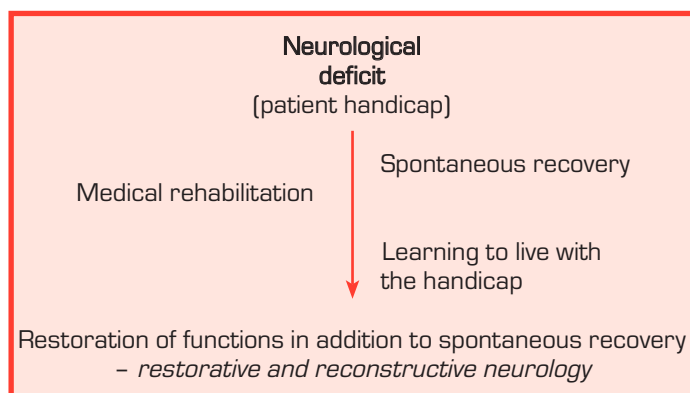 Neurological
deficit
(patient handicap)
Spontaneous recovery
Medical rehabilitation
Learning to live with
the handicap
Restoration of functions in addition to spontaneous recovery
– restorative and reconstructive neurology